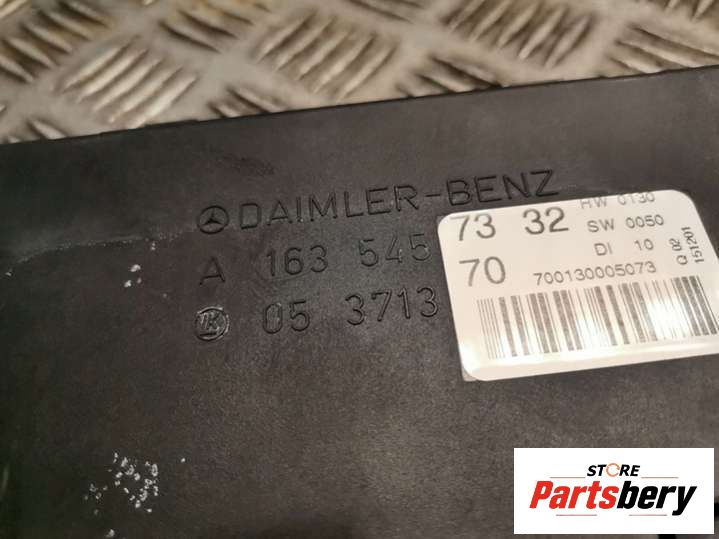 DAIMLER-BENZ
A 163 545 73 32
05 3713 70
HW 0130
SW 0050
DI 10
Q 02
151201
700130005073
STORE
Partsbery